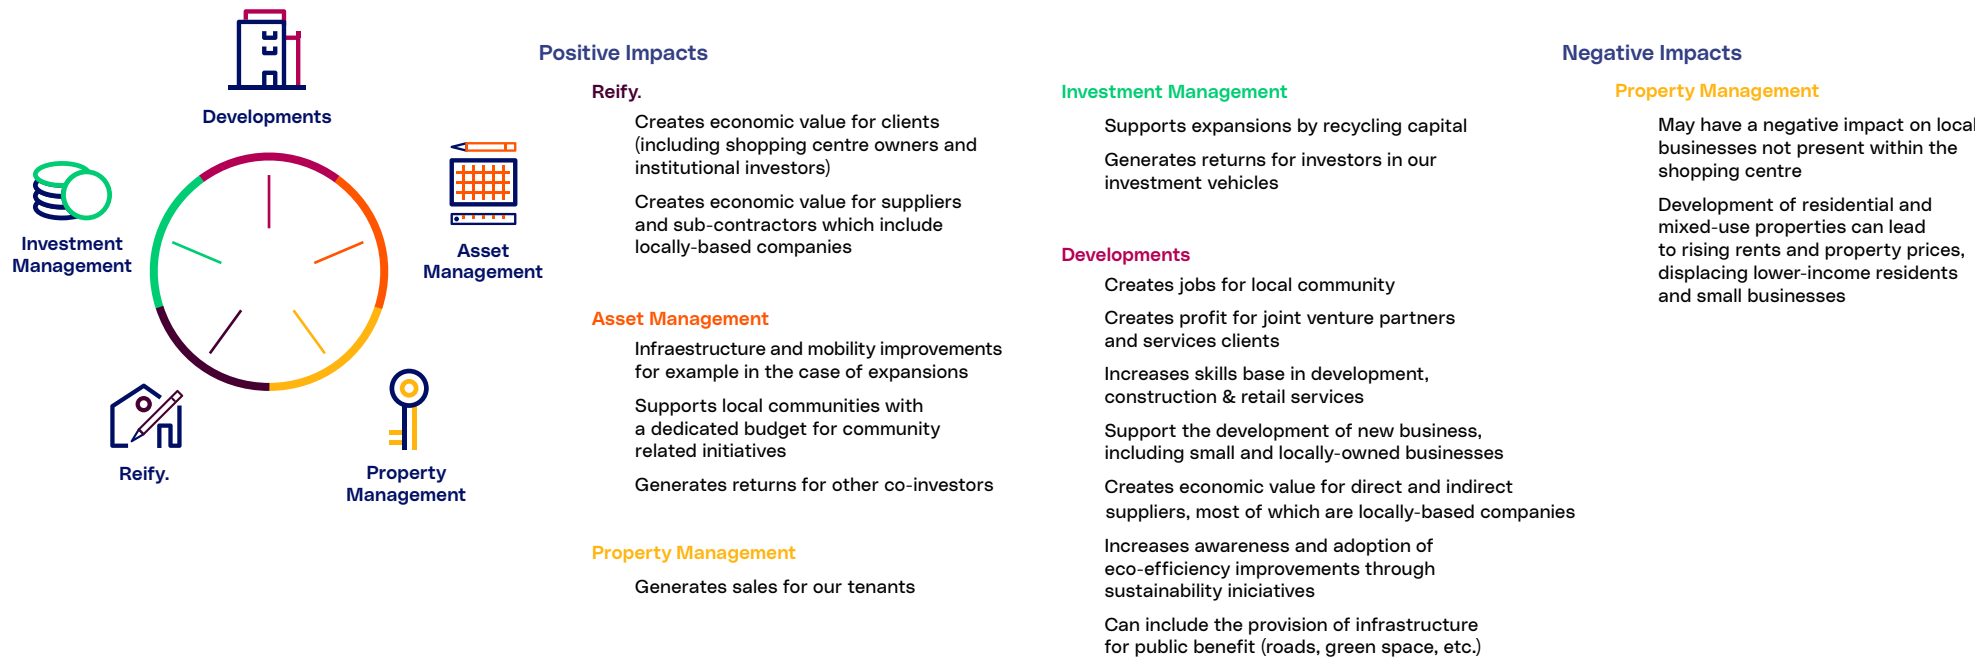 Developments
Investment
Management
Asset
Management
Reify.
Property
Management
Positive Impacts
Reify.
Creates economic value for clients
(including shopping centre owners and
institutional investors)
Creates economic value for suppliers
and sub-contractors which include
locally-based companies
Asset Management
Infraestructure and mobility improvements
for example in the case of expansions
Supports local communities with
a dedicated budget for community
related initiatives
Generates returns for other co-investors
Property Management
Generates sales for our tenants
Investment Management
Supports expansions by recycling capital
Generates returns for investors in our
investment vehicles
Developments
Creates jobs for local community
Creates profit for joint venture partners
and services clients
Increases skills base in development,
construction & retail services
Support the development of new business,
including small and locally-owned businesses
Creates economic value for direct and indirect
suppliers, most of which are locally-based companies
Increases awareness and adoption of
eco-efficiency improvements through
sustainability iniciatives
Can include the provision of infrastructure
for public benefit (roads, green space, etc.)
Negative Impacts
Property Management
May have a negative impact on local
businesses not present within the
shopping centre
Development of residential and
mixed-use properties can lead
to rising rents and property prices,
displacing lower-income residents
and small businesses